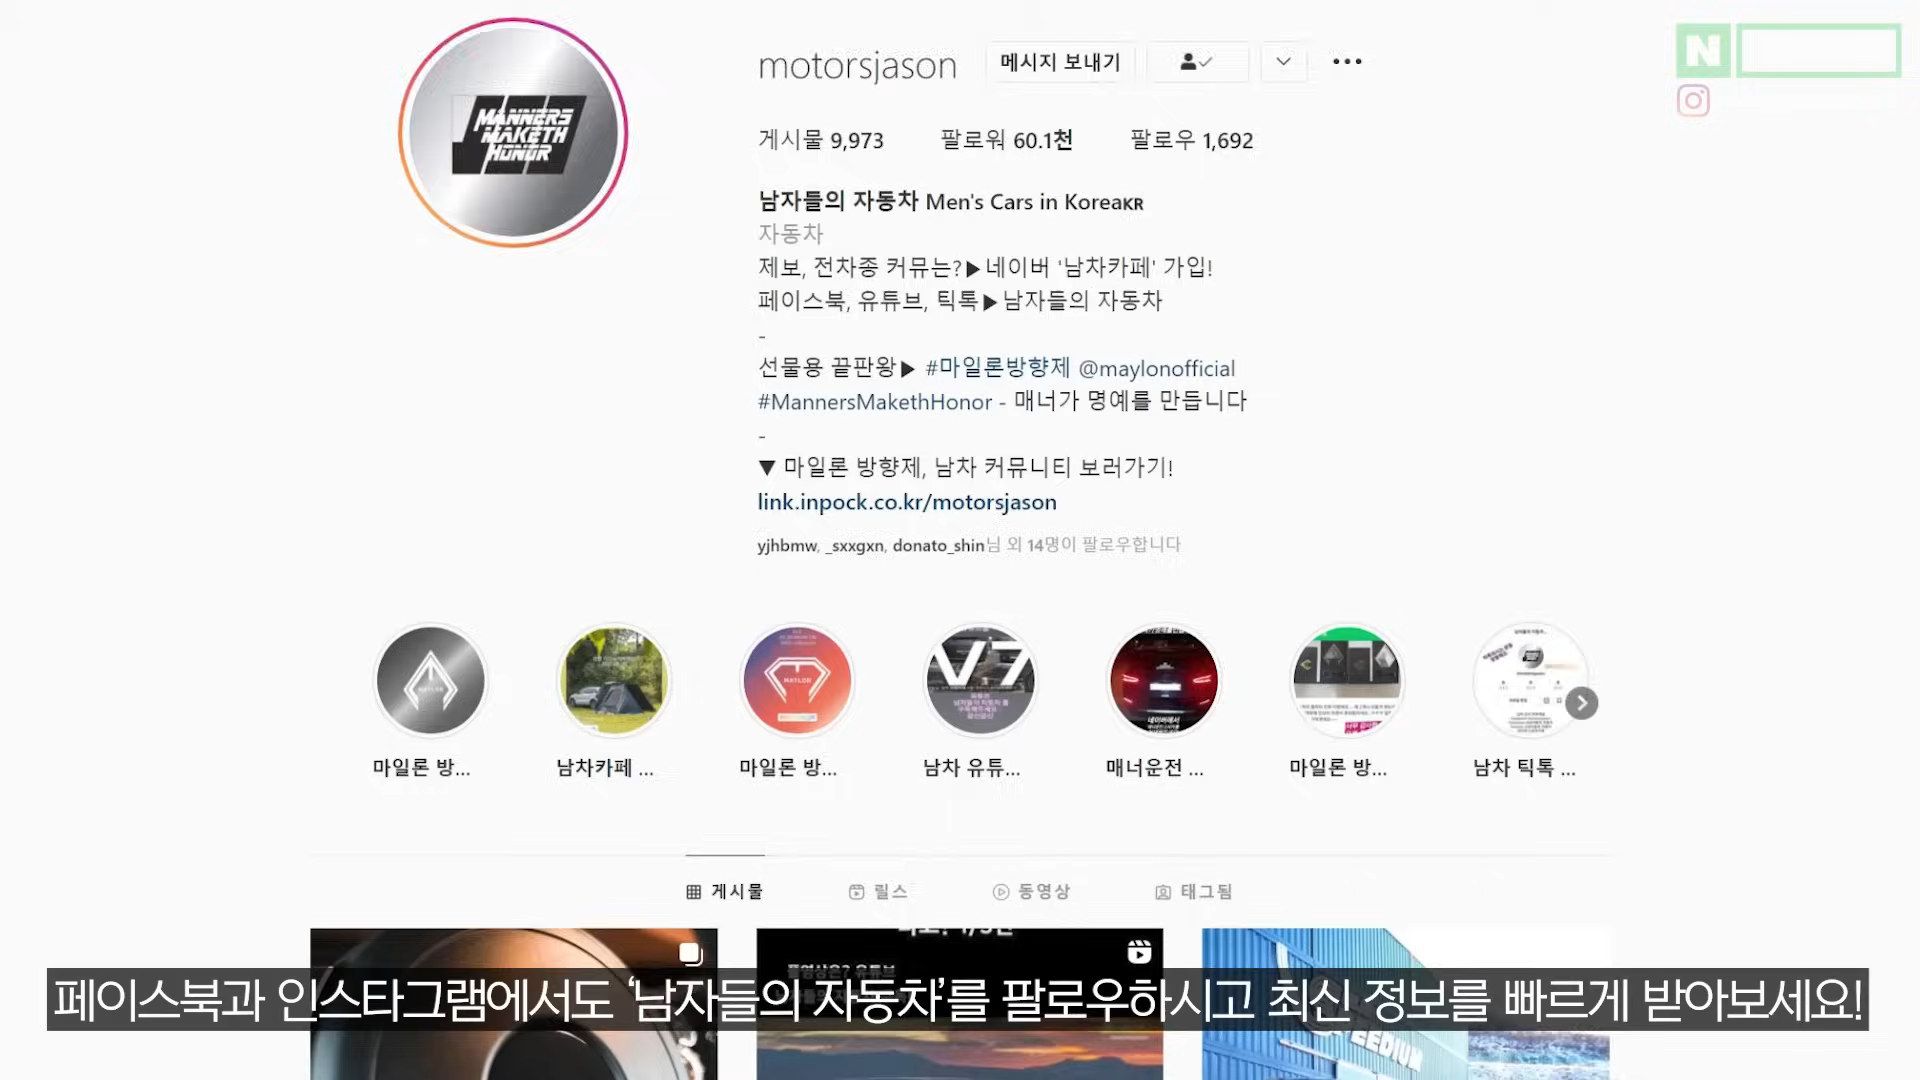 motorsjason 메시지 보내기
게시물 9,973 팔로워 60.1천 팔로우 1,692
MANNERS
MAKETH
HONOR
남자들의 자동차 Men's Cars in KoreaKR
자동차
제보, 전차종 커뮤는?▶네이버 '남차카페' 가입!
페이스북, 유튜브, 틱톡▶남자들의 자동차
-
선물용 끝판왕▶ #마일론방향제 @maylonofficial
#MannersMakethHonor - 매너가 명예를 만듭니다
-
▼ 마일론 방향제, 남차 커뮤니티 보러가기!
link.inpock.co.kr/motorsjason
yjhbmw, _sxxgxn, donato_shin님 외 14명이 팔로우합니다
N
V7
마일론 방... 남차카페 ... 마일론 방... 남차 유튜... 매너운전 ... 마일론 방... 남차 틱톡 ...
게시물 릴스 동영상 태그됨
풀영상은? 유튜브
페이스북과 인스타그램에서도 '남자들의 자동차'를 팔로우하시고 최신 정보를 빠르게 받아보세요!